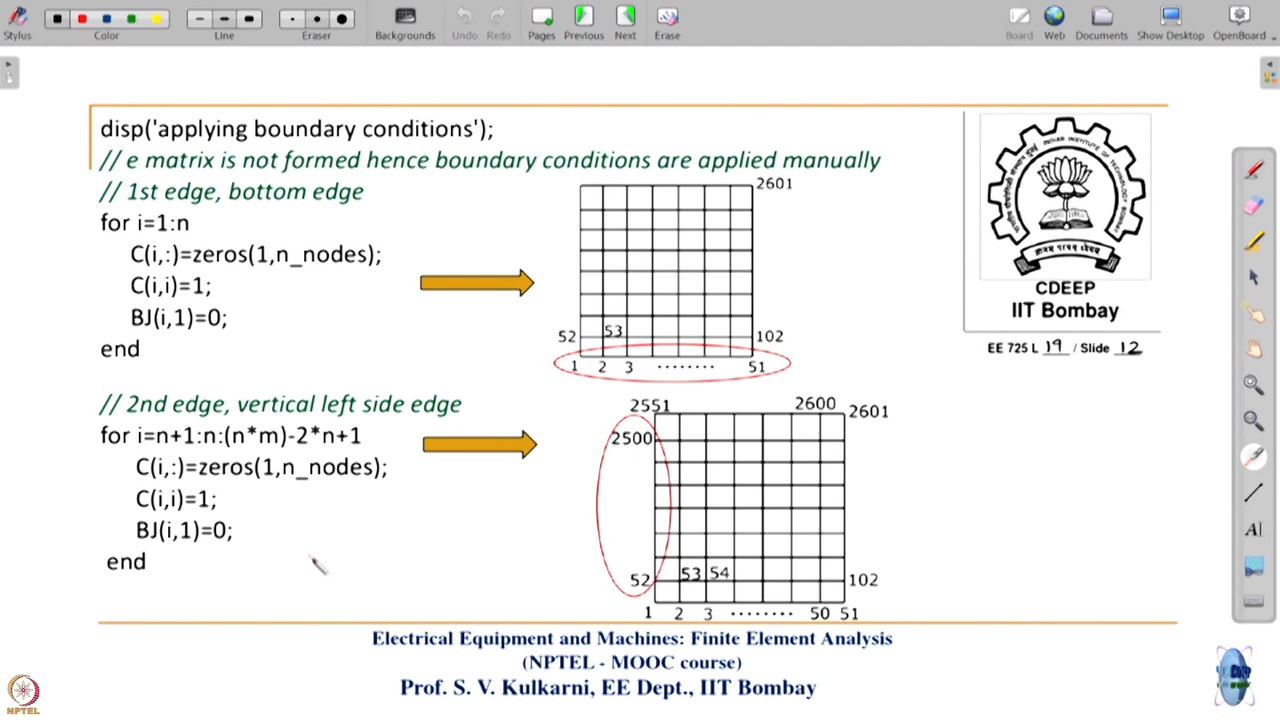 Stylus
Color
Line
Eraser
Backgrounds
Undo
Redo
Pages
Previous
Next
Erase
Board
Web
Documents
Show Desktop
OpenBoard
disp('applying boundary conditions');
// e matrix is not formed hence boundary conditions are applied manually
// 1st edge, bottom edge
for i=1:n
C(i,:)=zeros(1,n_nodes);
C(i,i)=1;
BJ(i,1)=0;
end
2601
52 53 102
1 2 3 ........ 51
// 2nd edge, vertical left side edge
for i=n+1:n:(n*m)-2*n+1
C(i,:)=zeros(1,n_nodes);
C(i,i)=1;
BJ(i,1)=0;
end
2551 2600 2601
2500
52 53 54 102
1 2 3 ........ 50 51
CDEEP
IIT Bombay
EE 725 L 19 / Slide 12
Electrical Equipment and Machines: Finite Element Analysis
(NPTEL - MOOC course)
Prof. S. V. Kulkarni, EE Dept., IIT Bombay
NPTEL
AI